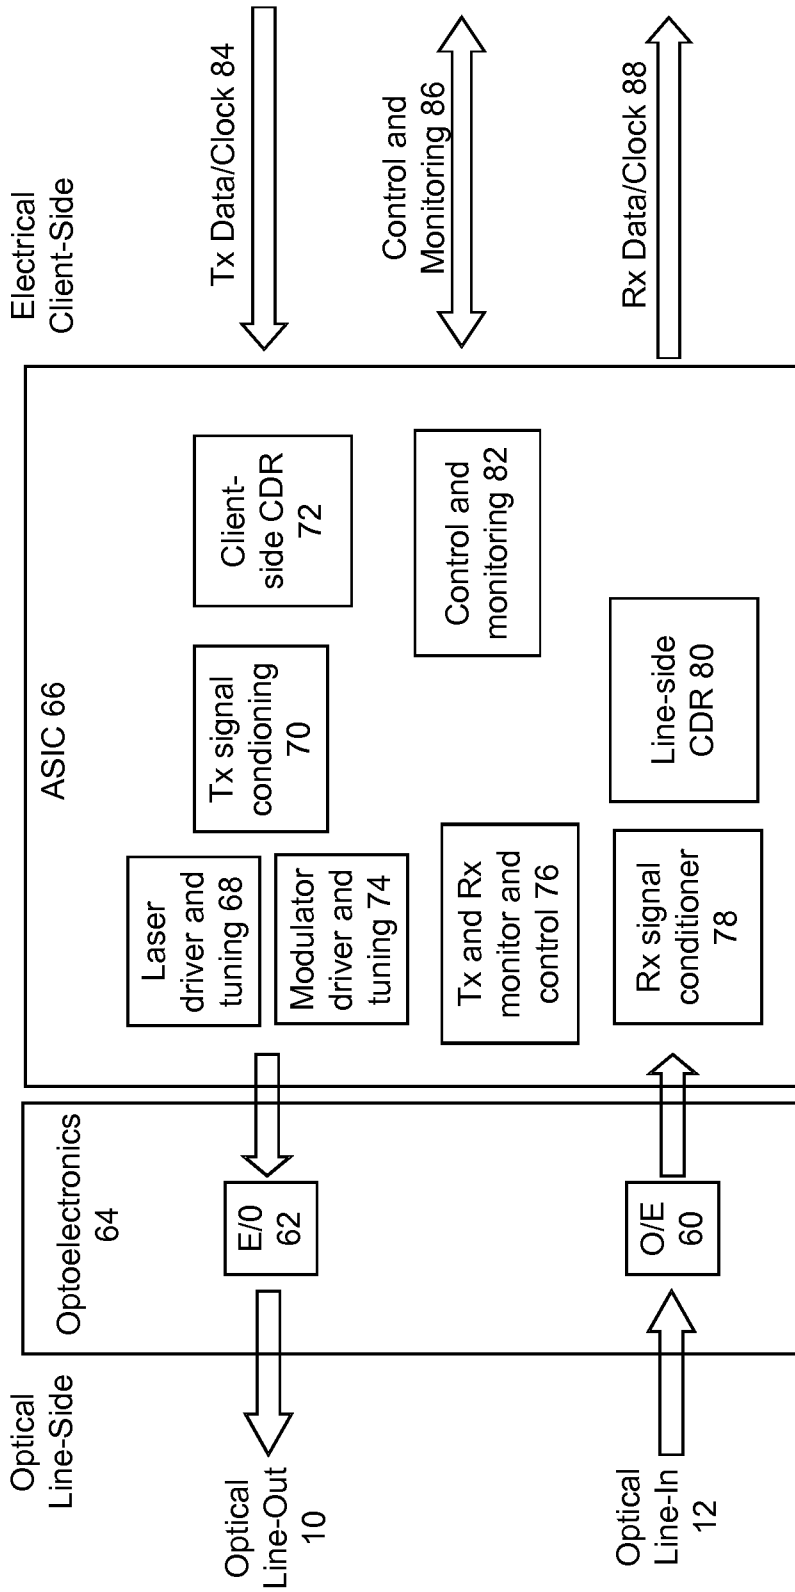 Optical
Line-Side
Electrical
Client-Side
Optoelectronics
64
ASIC 66
Laser
driver and
tuning 68
Tx signal
condioning
70
Client-
side CDR
72
Tx Data/Clock 84
Optical
Line-Out
10
E/0
62
Modulator
driver and
tuning 74
Control and
Monitoring 86
Tx and Rx
monitor and
control 76
Control and
monitoring 82
Optical
Line-In
12
O/E
60
Rx signal
conditioner
78
Line-side
CDR 80
Rx Data/Clock 88